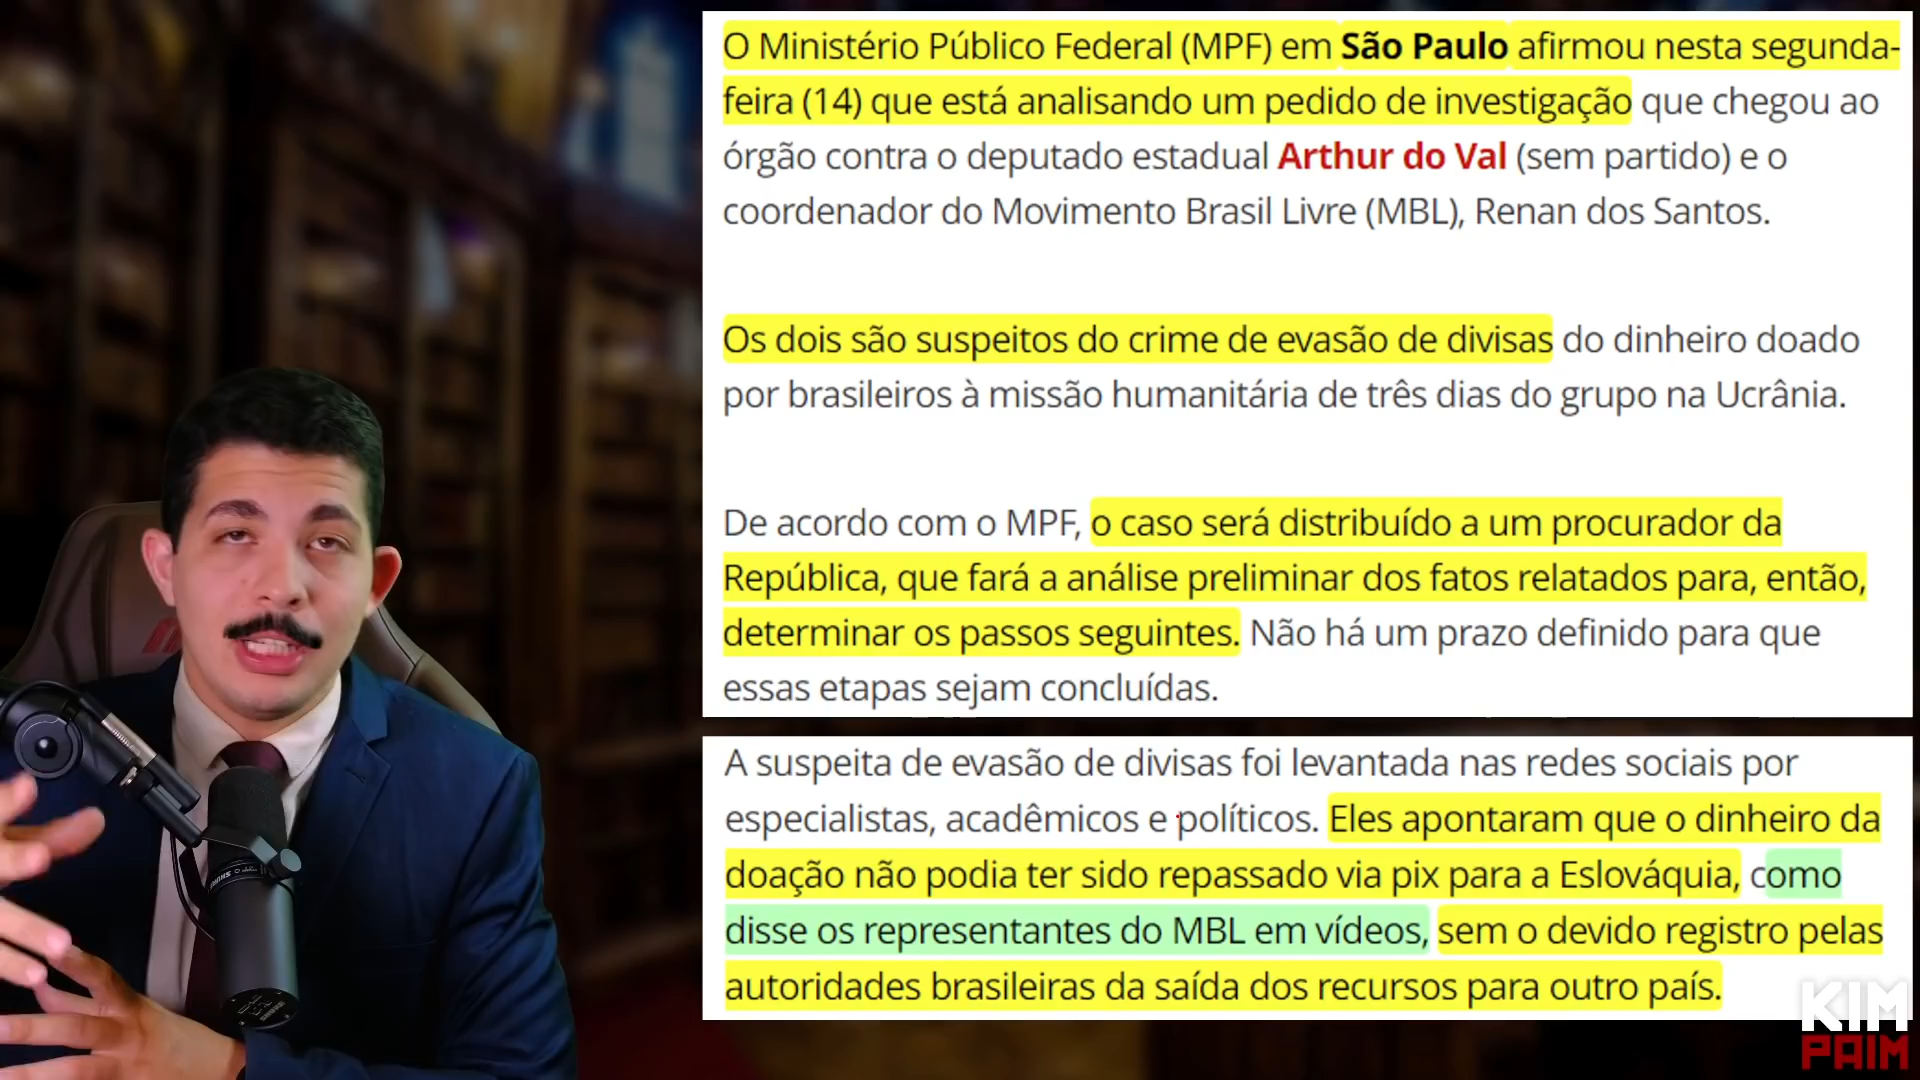 O Ministério Público Federal (MPF) em São Paulo afirmou nesta segunda-
feira (14) que está analisando um pedido de investigação que chegou ao
órgão contra o deputado estadual Arthur do Val (sem partido) e o
coordenador do Movimento Brasil Livre (MBL), Renan dos Santos.
Os dois são suspeitos do crime de evasão de divisas do dinheiro doado
por brasileiros à missão humanitária de três dias do grupo na Ucrânia.
De acordo com o MPF, o caso será distribuído a um procurador da
República, que fará a análise preliminar dos fatos relatados para, então,
determinar os passos seguintes. Não há um prazo definido para que
essas etapas sejam concluídas.
A suspeita de evasão de divisas foi levantada nas redes sociais por
especialistas, acadêmicos e políticos. Eles apontaram que o dinheiro da
doação não podia ter sido repassado via pix para a Eslováquia, como
disse os representantes do MBL em vídeos, sem o devido registro pelas
autoridades brasileiras da saída dos recursos para outro país.
KIM
PAIM